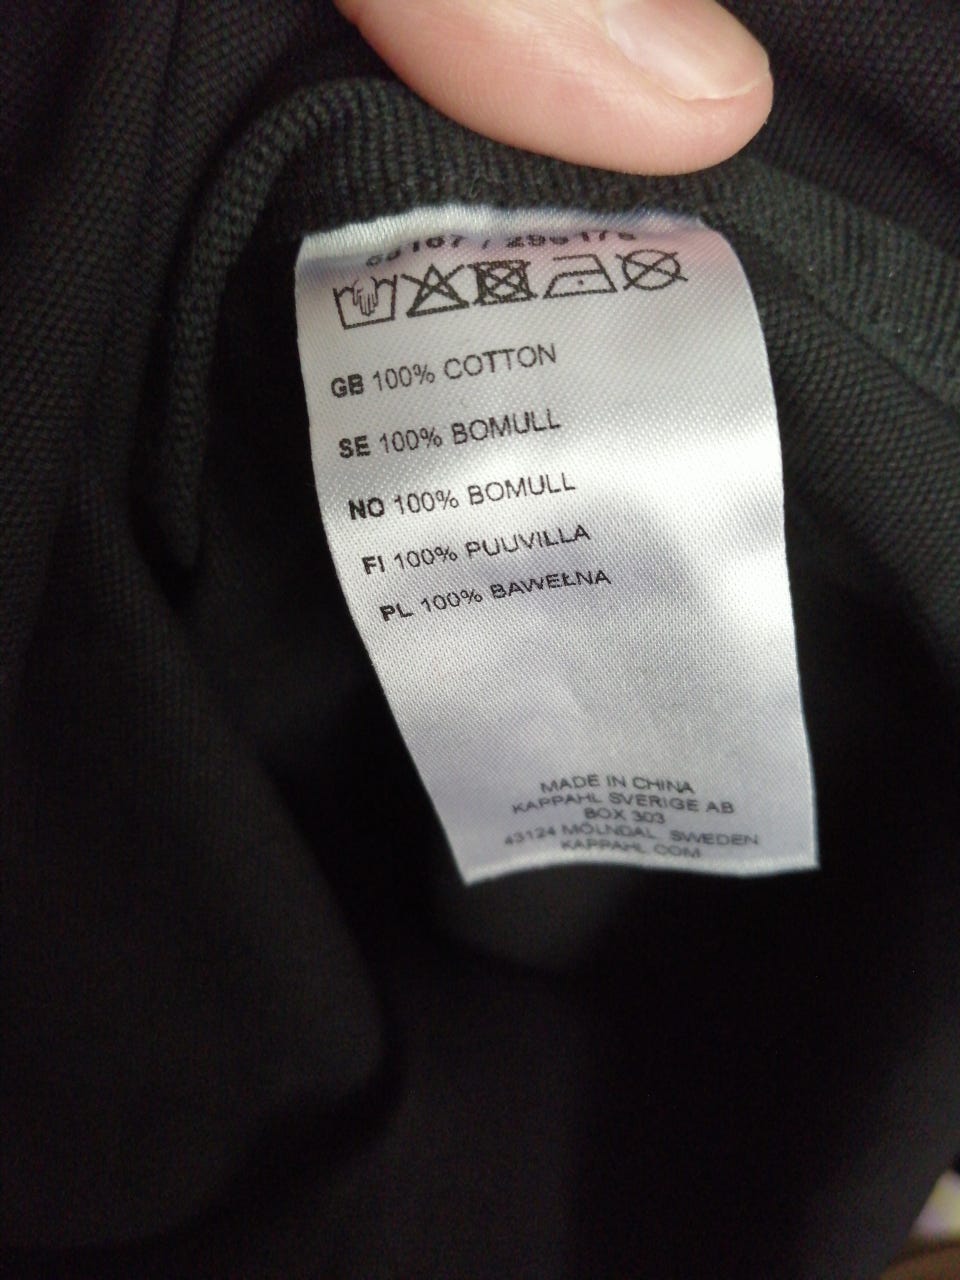 GB 100% COTTON
SE 100% BOMULL
NO 100% BOMULL
FI 100% PUUVILLA
PL 100% BAWEŁNA
MADE IN CHINA
KAPPAHL SVERIGE AB
BOX 303
43124 MÖLNDAL SWEDEN
KAPPAHL.COM